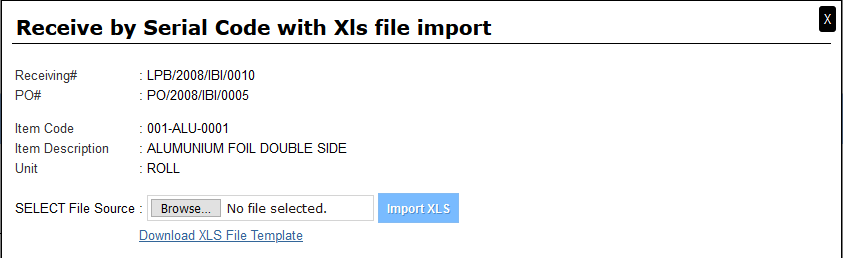 Receive by Serial Code with Xls file import
X
Receiving# : LPB/2008/IBI/0010
PO# : PO/2008/IBI/0005
Item Code : 001-ALU-0001
Item Description : ALUMUNIUM FOIL DOUBLE SIDE
Unit : ROLL
SELECT File Source : Browse... No file selected. Import XLS
Download XLS File Template